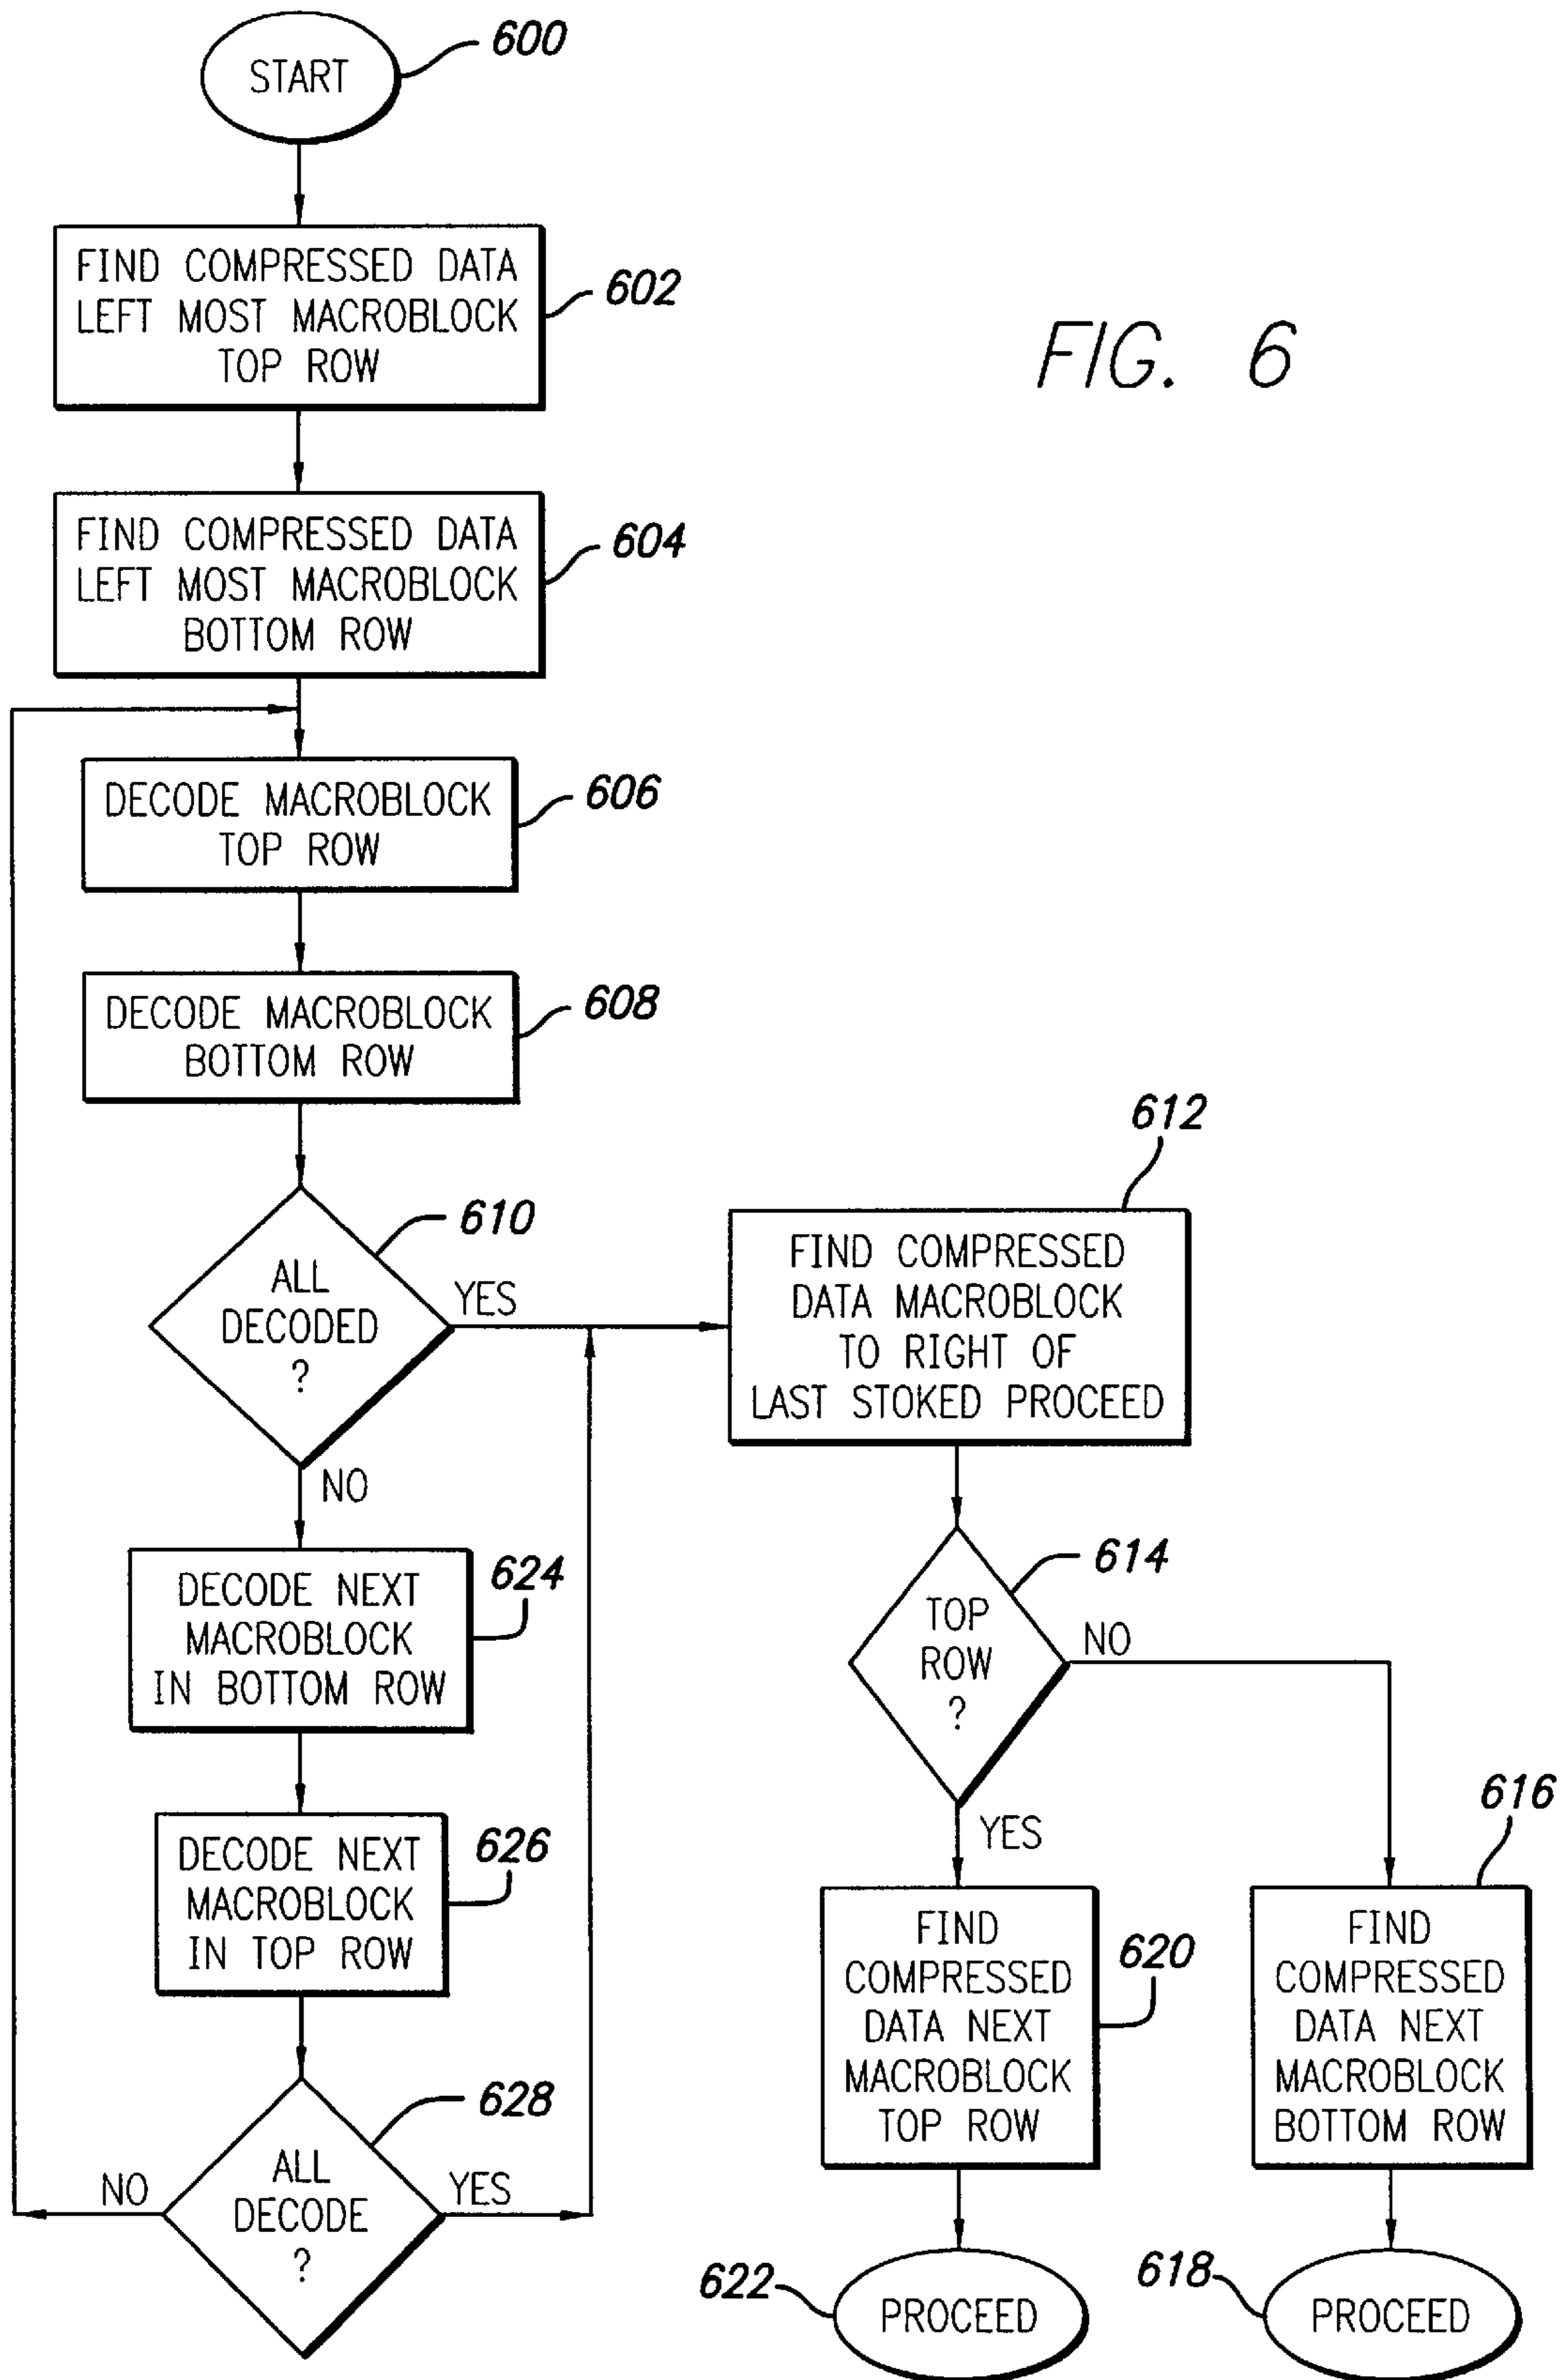 START
600
FIND COMPRESSED DATA
LEFT MOST MACROBLOCK
TOP ROW
602
FIG. 6
FIND COMPRESSED DATA
LEFT MOST MACROBLOCK
BOTTOM ROW
604
DECODE MACROBLOCK
TOP ROW
606
DECODE MACROBLOCK
BOTTOM ROW
608
ALL
DECODED
?
610
YES
NO
612
FIND COMPRESSED
DATA MACROBLOCK
TO RIGHT OF
LAST STOKED PROCEED
DECODE NEXT
MACROBLOCK
IN BOTTOM ROW
624
TOP
ROW
?
614
NO
YES
DECODE NEXT
MACROBLOCK
IN TOP ROW
626
FIND
COMPRESSED
DATA NEXT
MACROBLOCK
TOP ROW
620
616
FIND
COMPRESSED
DATA NEXT
MACROBLOCK
BOTTOM ROW
ALL
DECODE
?
628
NO
YES
622
PROCEED
618
PROCEED